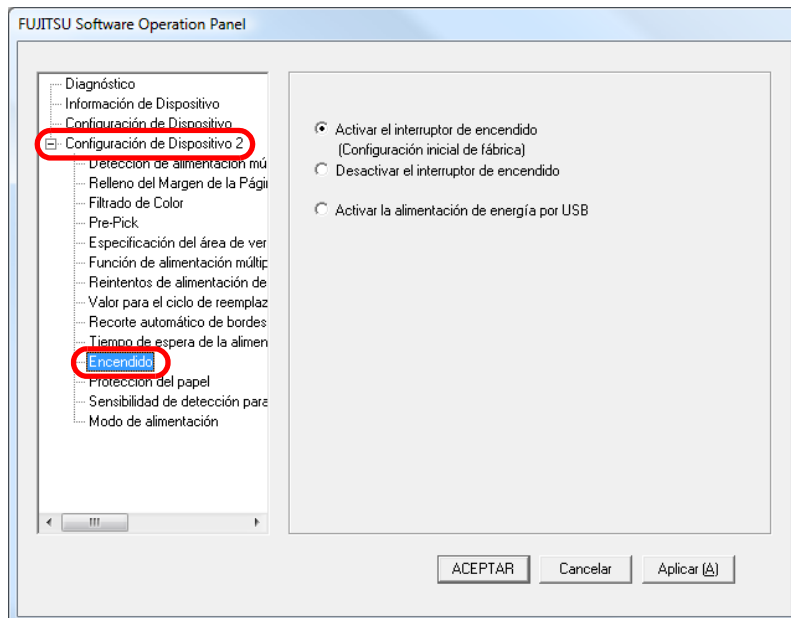 FUJITSU Software Operation Panel
Diagnóstico
Información de Dispositivo
Configuración de Dispositivo
Configuración de Dispositivo 2
Detección de alimentación mú
Relleno del Margen de la Págii
Filtrado de Color
Pre-Pick
Especificación del área de ver
Función de alimentación múltip
Reintentos de alimentación de
Valor para el ciclo de reemplaz
Recorte automático de bordes
Tiempo de espera de la alimen
Encendido
Protección del papel
Sensibilidad de detección para
Modo de alimentación
Activar el interruptor de encendido
(Configuración inicial de fábrica)
Desactivar el interruptor de encendido
Activar la alimentación de energía por USB
ACEPTAR
Cancelar
Aplicar (A)